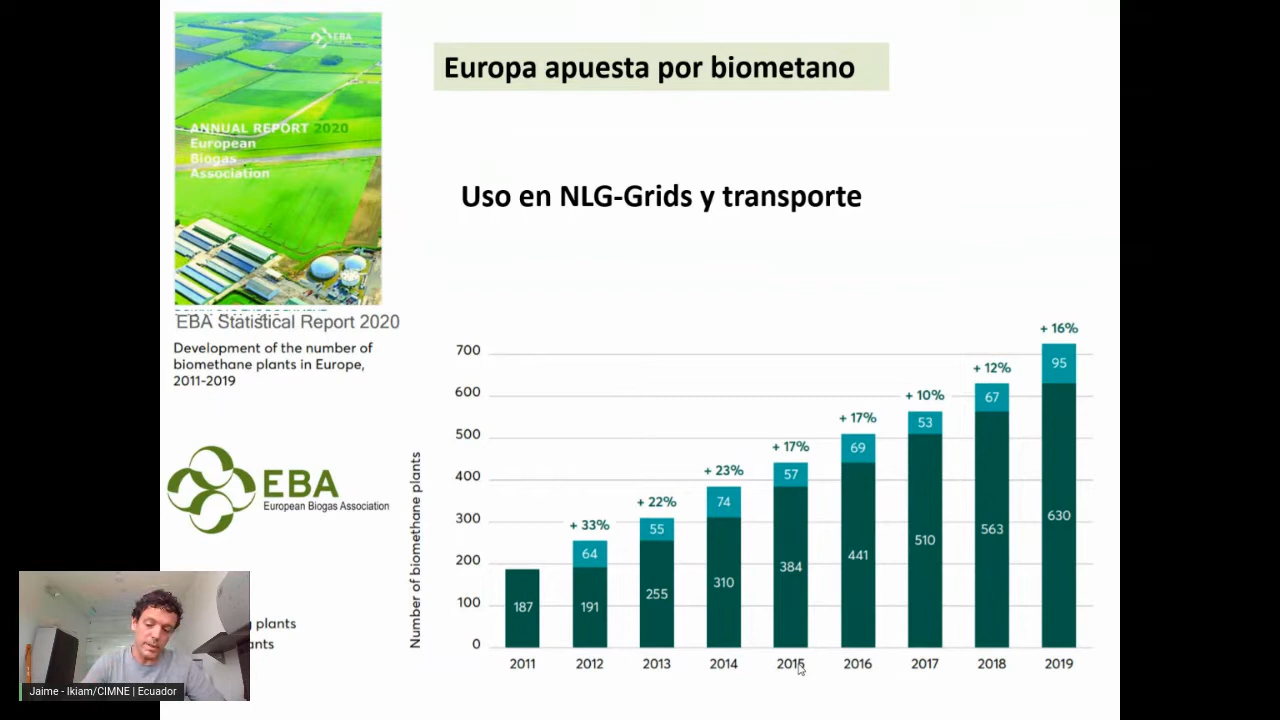 EBA
ANNUAL REPORT 2020
European
Biogas
Association
EBA Statistical Report 2020
Development of the number of
biomethane plants in Europe,
2011-2019
EBA
European Biogas Association
plants
Jaime - Ikiam/CIMNE | Ecuador
Europa apuesta por biometano
Uso en NLG-Grids y transporte
Number of biomethane plants
700
600
500
400
300
200
100
0
+ 33%
+ 22%
+ 23%
+ 17%
+ 17%
+ 10%
+ 12%
+ 16%
64
55
74
57
69
53
67
95
187
191
255
310
384
441
510
563
630
2011
2012
2013
2014
2015
2016
2017
2018
2019